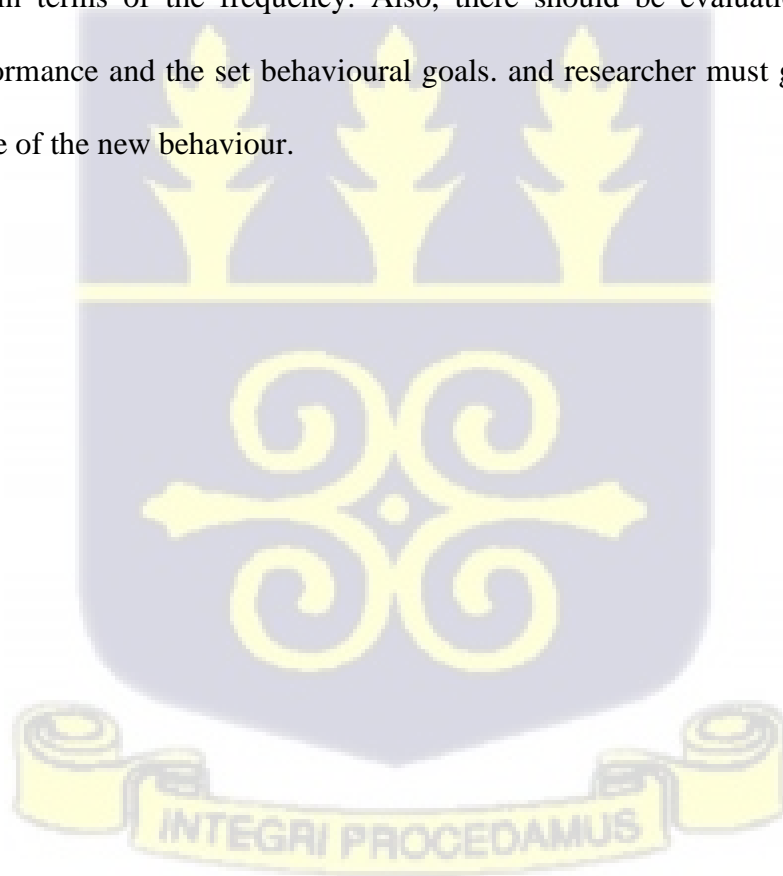 terms of the frequency. Also, there should be
and the set behavioural goals. and researcher must
of the new behaviour.
INTEGRI PROCEDAMUS